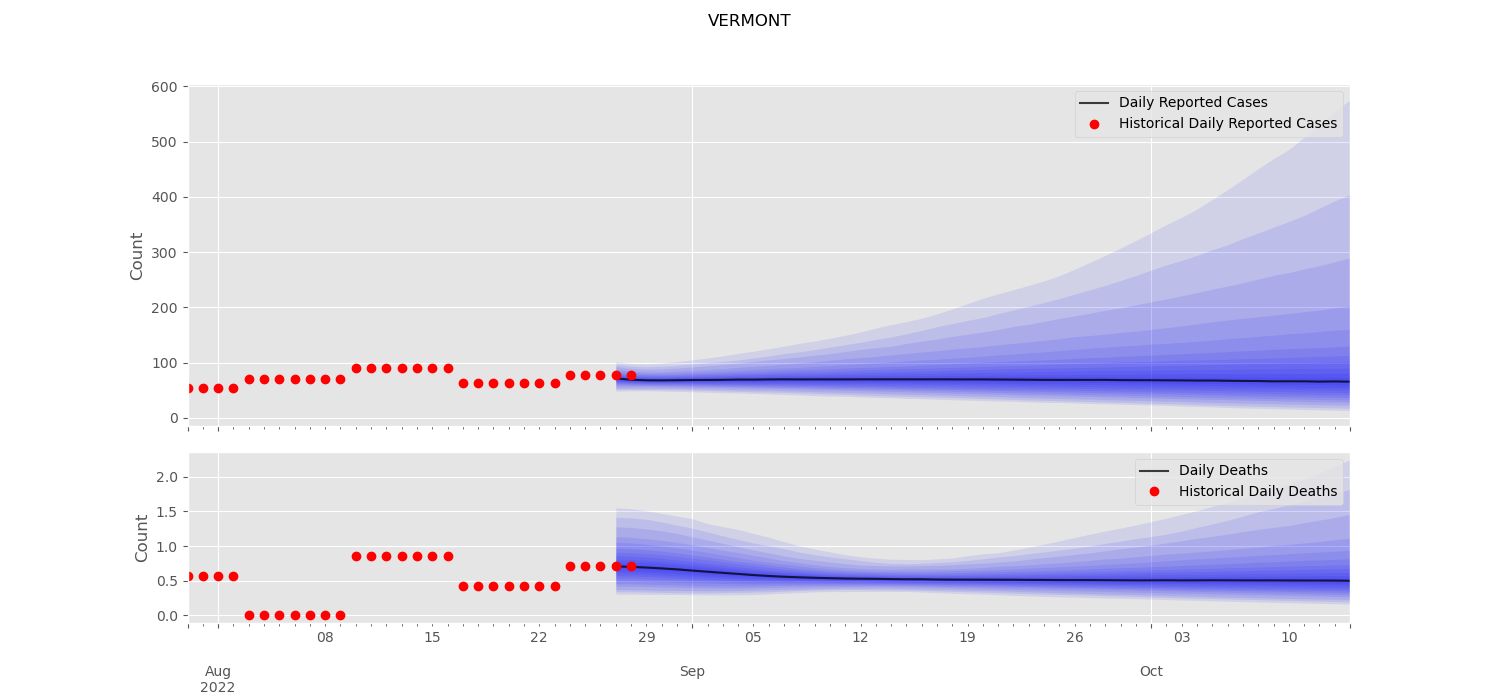 VERMONT
600
500
400
300
200
100
0
Count
Daily Reported Cases
Historical Daily Reported Cases
2.0
1.5
1.0
0.5
0.0
Count
Daily Deaths
Historical Daily Deaths
08 15 22 29 05 12 19 26 03 10
Aug Sep Oct
2022